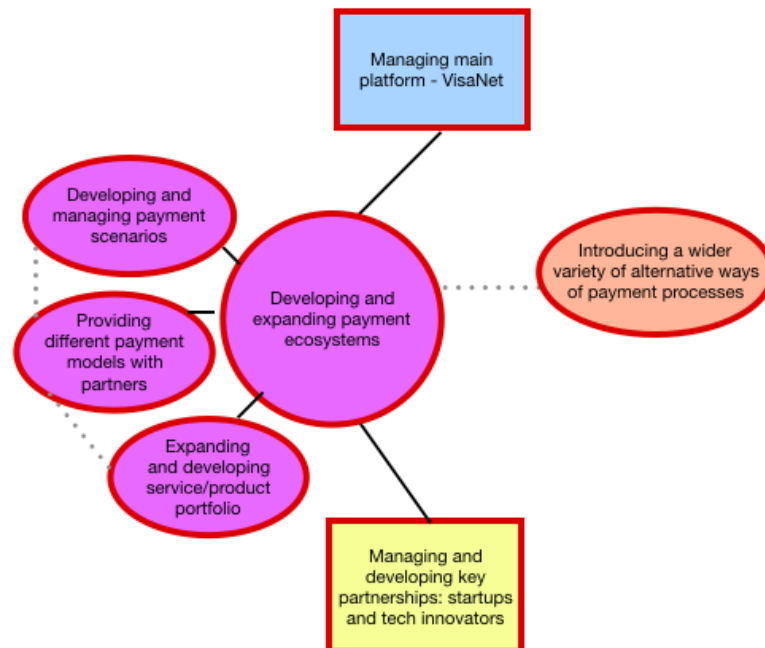 Managing main
platform - VisaNet
Developing and
managing payment
scenarios
Introducing a wider
variety of alternative ways
of payment processes
Developing and
expanding payment
ecosystems
Providing
different payment
models with
partners
Expanding
and developing
service/product
portfolio
Managing and
developing key
partnerships: startups
and tech innovators